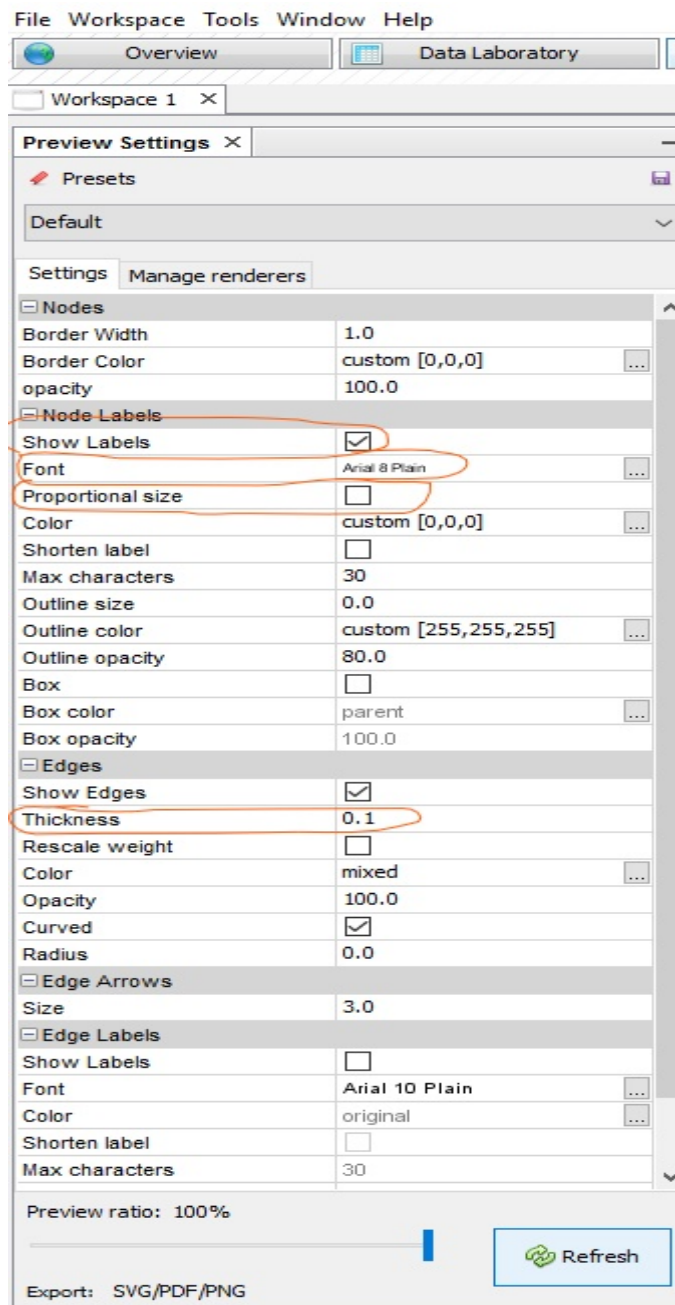 File Workspace Tools Window Help
Overview Data Laboratory
Workspace 1
Preview Settings
Presets
Default
Settings Manage renderers
Nodes
Border Width 1.0
Border Color custom [0,0,0] ...
opacity 100.0
Node Labels
Show Labels
Font Arial 8 Plain ...
Proportional size
Color custom [0,0,0] ...
Shorten label
Max characters 30
Outline size 0.0
Outline color custom [255,255,255] ...
Outline opacity 80.0
Box
Box color parent ...
Box opacity 100.0
Edges
Show Edges
Thickness 0.1
Rescale weight
Color mixed ...
Opacity 100.0
Curved
Radius 0.0
Edge Arrows
Size 3.0
Edge Labels
Show Labels
Font Arial 10 Plain ...
Color original ...
Shorten label
Max characters 30
Preview ratio: 100%
Refresh
Export: SVG/PDF/PNG